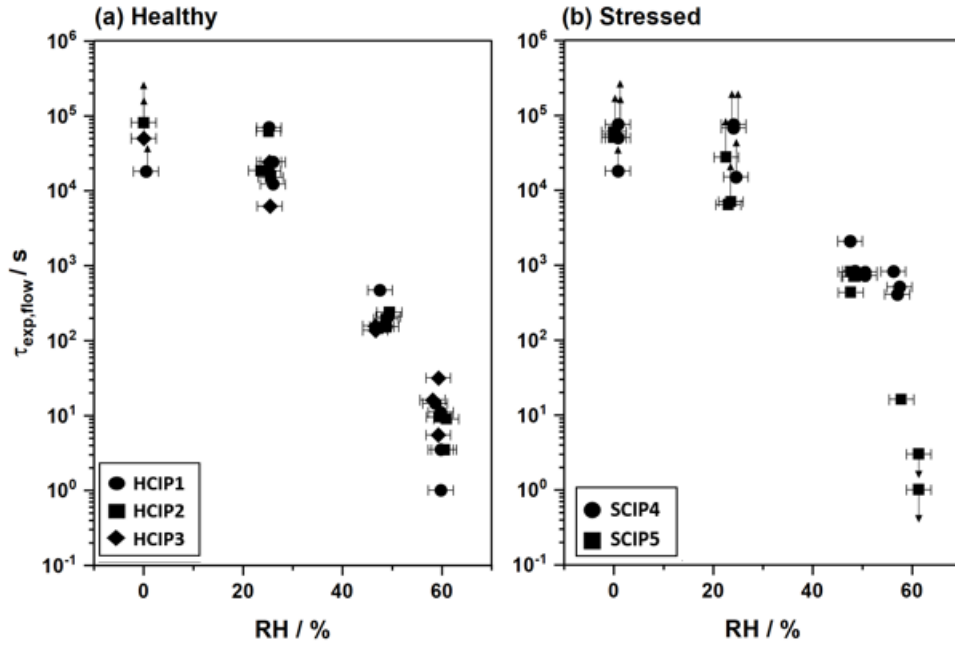 (a) Healthy
(b) Stressed
τexp,flow / s
10⁶
10⁵
10⁴
10³
10²
10¹
10⁰
10⁻¹
HCIP1
HCIP2
HCIP3
0
20
40
60
RH / %
10⁶
10⁵
10⁴
10³
10²
10¹
10⁰
10⁻¹
SCIP4
SCIP5
0
20
40
60
RH / %